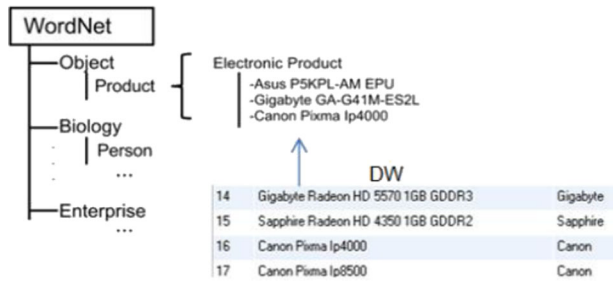 WordNet
Object
Product
Electronic Product
-Asus P5KPL-AM EPU
-Gigabyte GA-G41M-ES2L
-Canon Pixma Ip4000
Biology
Person
...
Enterprise
...
DW
14 Gigabyte Radeon HD 5570 1GB GDDR3 Gigabyte
15 Sapphire Radeon HD 4350 1GB GDDR2 Sapphire
16 Canon Pixma Ip4000 Canon
17 Canon Pixma Ip8500 Canon